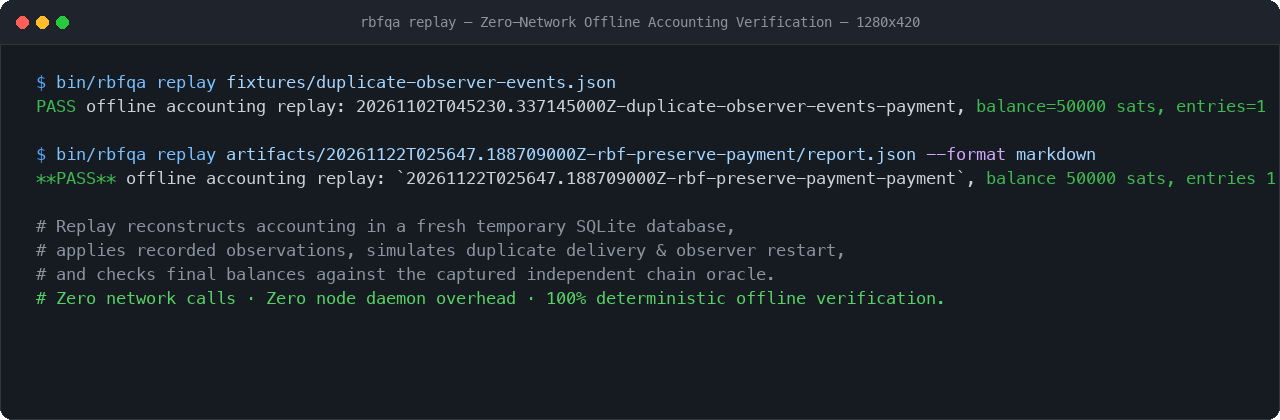 rbfqa replay — Zero-Network Offline Accounting Verification — 1280x420
$ bin/rbfqa replay fixtures/duplicate-observer-events.json
PASS offline accounting replay: 20261102T045230.337145000Z-duplicate-observer-events-payment, balance=50000 sats, entries=1
$ bin/rbfqa replay artifacts/20261122T025647.188709000Z-rbf-preserve-payment/report.json --format markdown
**PASS** offline accounting replay: `20261122T025647.188709000Z-rbf-preserve-payment-payment`, balance 50000 sats, entries 1
# Replay reconstructs accounting in a fresh temporary SQLite database,
# applies recorded observations, simulates duplicate delivery & observer restart,
# and checks final balances against the captured independent chain oracle.
# Zero network calls · Zero node daemon overhead · 100% deterministic offline verification.